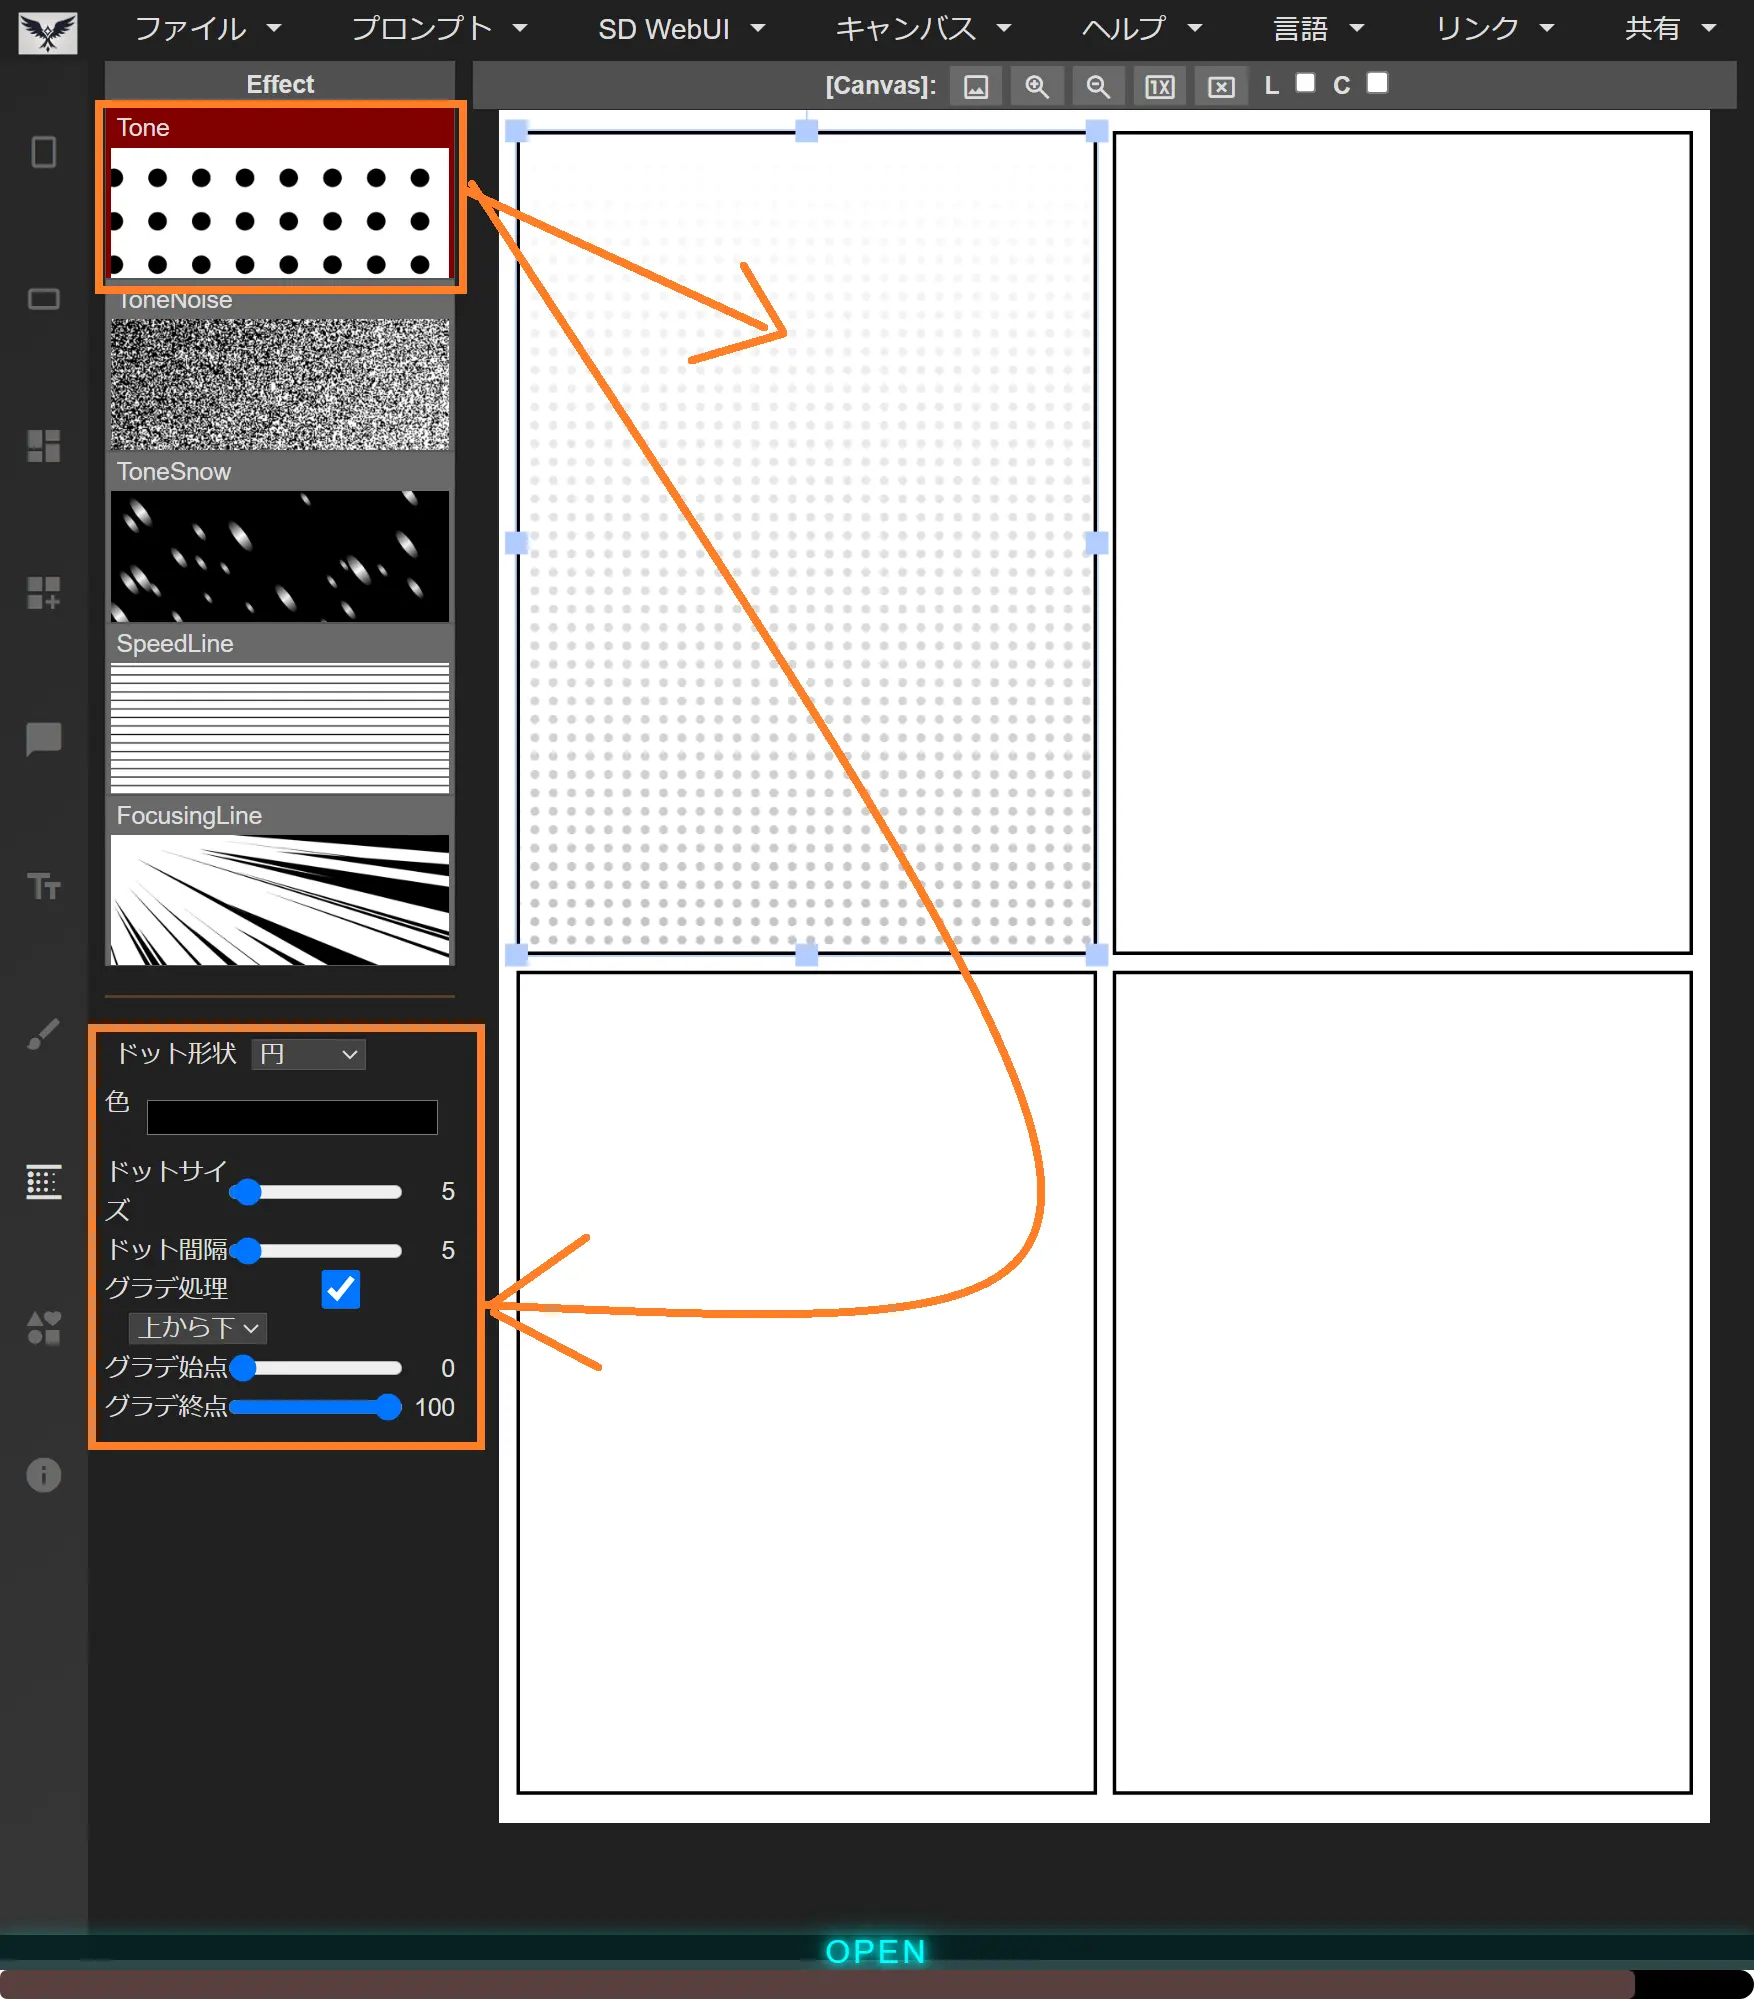 ファイル プロンプト SD WebUI キャンバス ヘルプ 言語 リンク 共有
Effect
[Canvas]: 1X L C
Tone
ToneNoise
ToneSnow
SpeedLine
FocusingLine
ドット形状 円
色
ドットサイ
ズ 5
ドット間隔 5
グラデ処理
上から下
グラデ始点 0
グラデ終点 100
OPEN